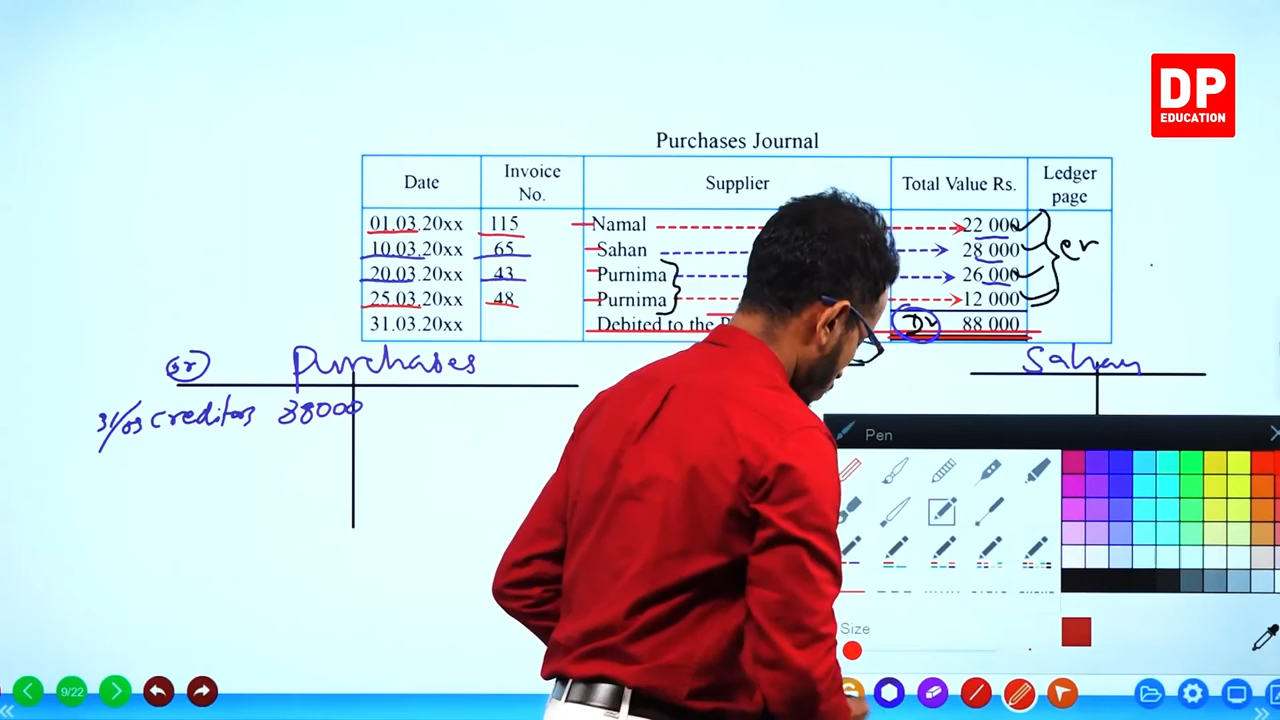 DP
EDUCATION
Purchases Journal
Date Invoice No. Supplier Total Value Rs. Ledger page
01.03.20xx 115 Namal 22 000
10.03.20xx 65 Sahan 28 000
20.03.20xx 43 Purnima 26 000
25.03.20xx 48 Purnima 12 000
31.03.20xx Debited to the Dr 88 000
Purchases
31/03 Creditors 88000
Sahan
Pen
Size
9/22